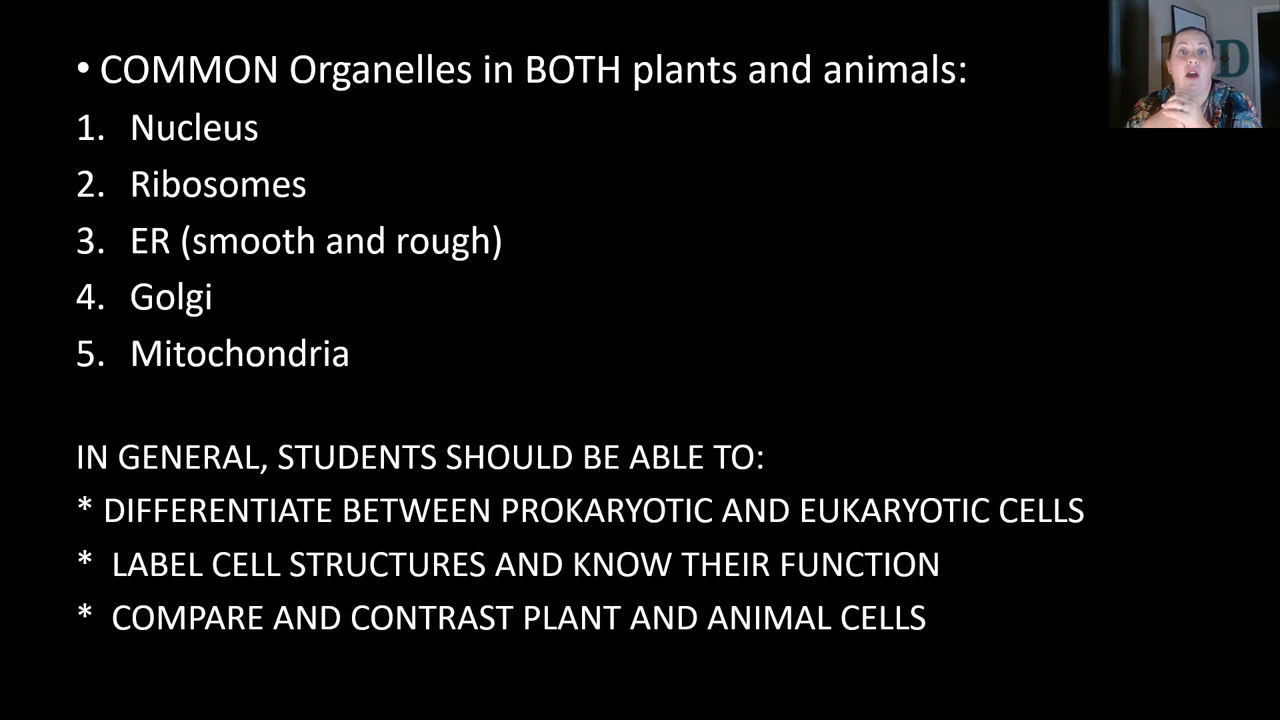 • COMMON Organelles in BOTH plants and animals:
1. Nucleus
2. Ribosomes
3. ER (smooth and rough)
4. Golgi
5. Mitochondria
IN GENERAL, STUDENTS SHOULD BE ABLE TO:
* DIFFERENTIATE BETWEEN PROKARYOTIC AND EUKARYOTIC CELLS
* LABEL CELL STRUCTURES AND KNOW THEIR FUNCTION
* COMPARE AND CONTRAST PLANT AND ANIMAL CELLS
D